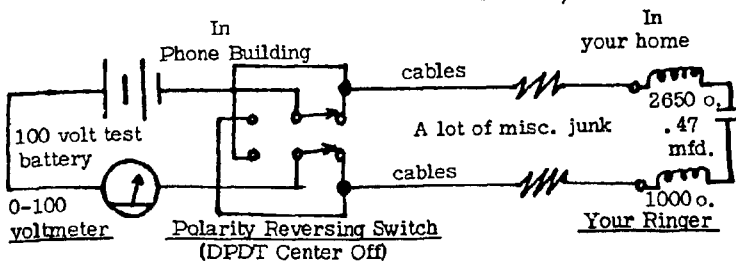 In
Phone Building
In
your home
cables
2650 o.
.47
mfd.
A lot of misc. junk
100 volt test
battery
cables
1000 o.
0-100
voltmeter
Polarity Reversing Switch
(DPDT Center Off)
Your Ringer